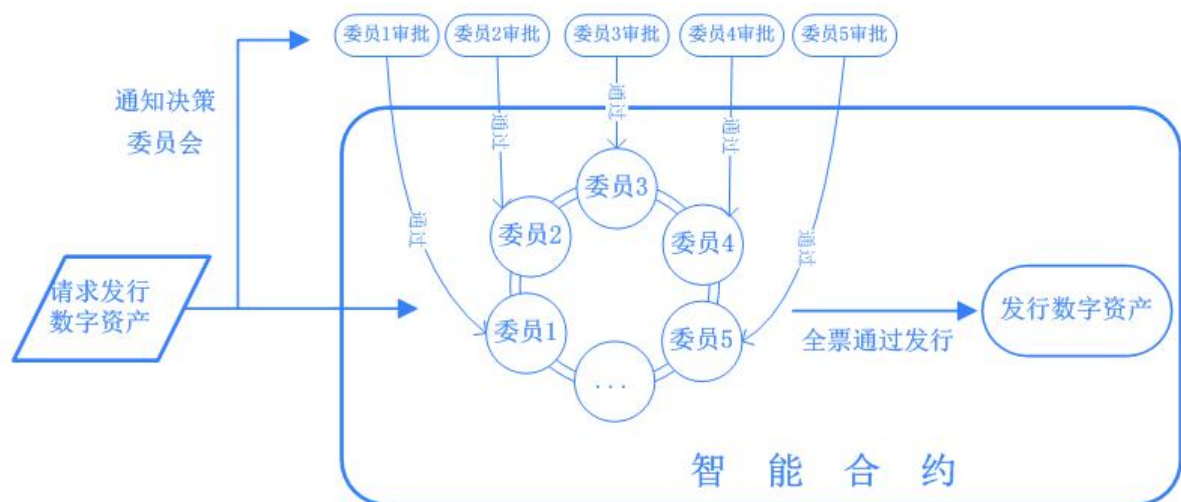 委员1审批
委员2审批
委员3审批
委员4审批
委员5审批
通知决策
委员会
通过
通过
通过
通过
通过
委员3
委员2
委员4
请求发行
数字资产
委员1
委员5
全票通过发行
发行数字资产
...
智能合约